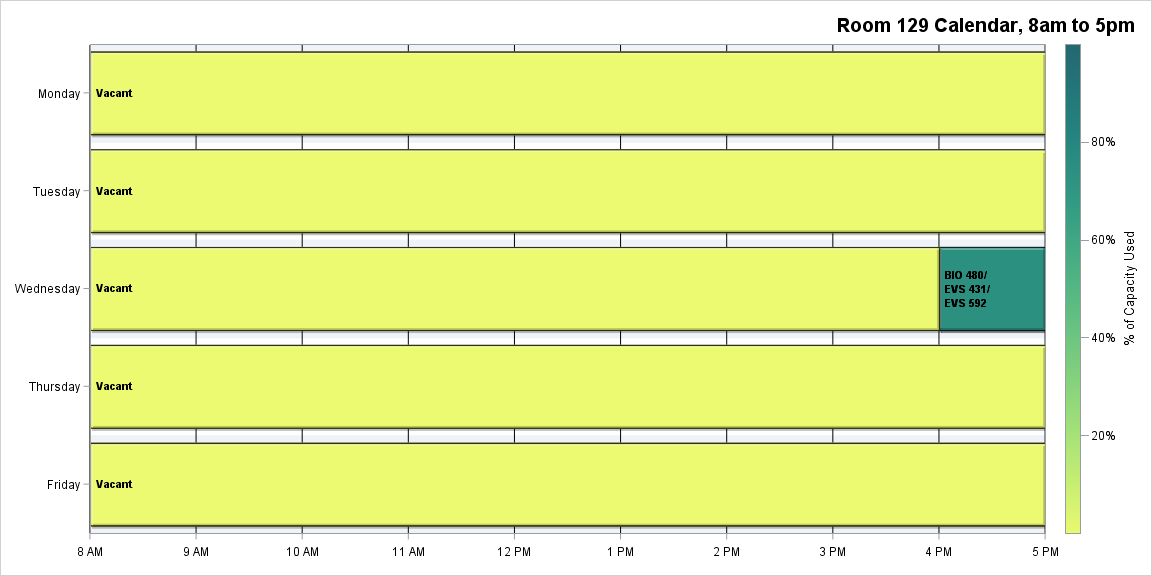 Room 129 Calendar, 8am to 5pm
Monday
Vacant
Tuesday
Vacant
Wednesday
Vacant
BIO 480/
EVS 431/
EVS 592
Thursday
Vacant
Friday
Vacant
8 AM 9 AM 10 AM 11 AM 12 PM 1 PM 2 PM 3 PM 4 PM 5 PM
80%
60%
40%
20%
% of Capacity Used